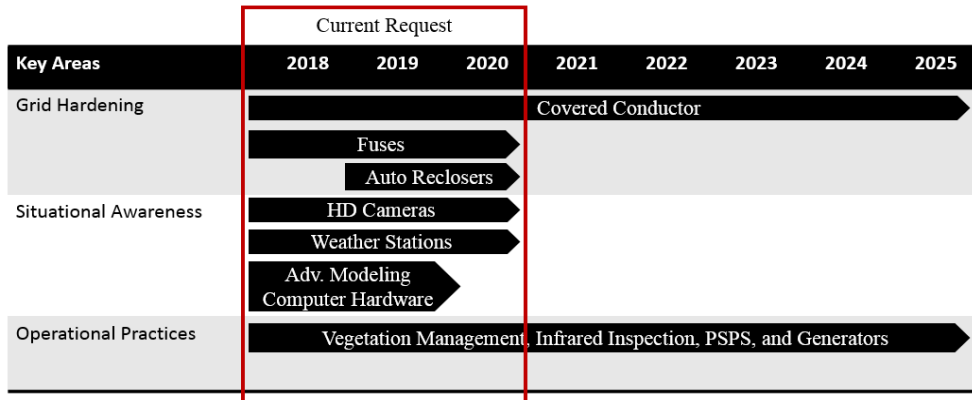 Current Request
Key Areas 2018 2019 2020 2021 2022 2023 2024 2025
Grid Hardening
Covered Conductor
Fuses
Auto Reclosers
Situational Awareness
HD Cameras
Weather Stations
Adv. Modeling
Computer Hardware
Operational Practices
Vegetation Management, Infrared Inspection, PSPS, and Generators